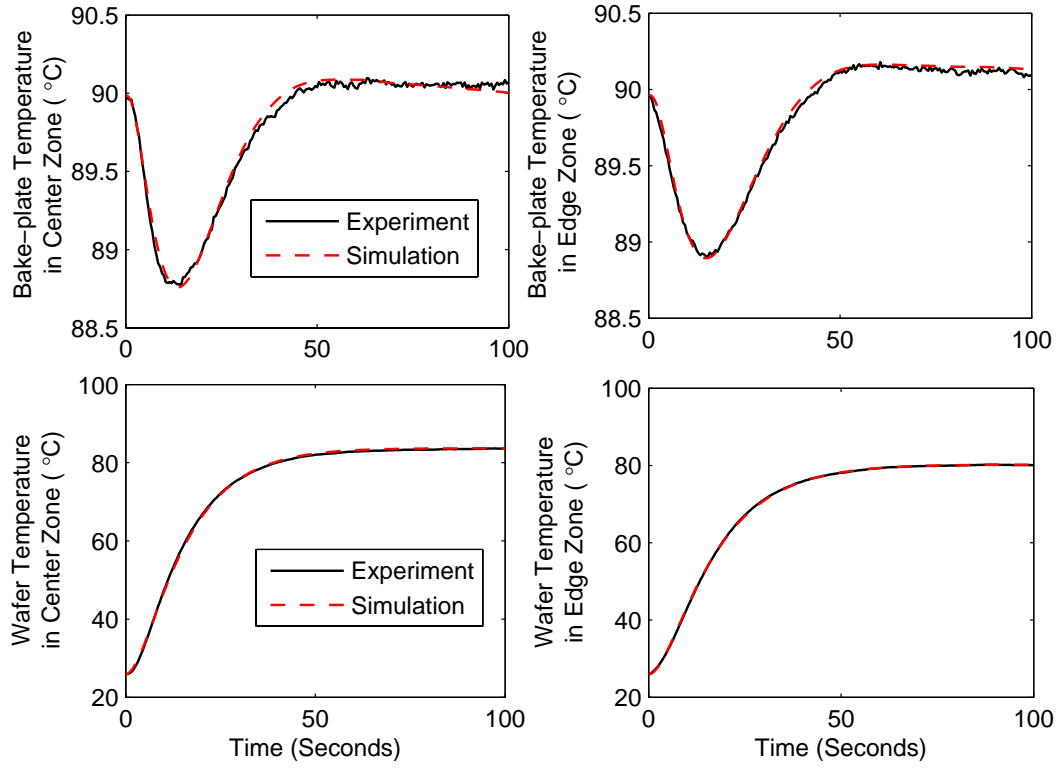 90.5
90
89.5
89
88.5
0
50
100
Bake-plate Temperature
in Center Zone ( °C)
Experiment
Simulation
90.5
90
89.5
89
88.5
0
50
100
Bake-plate Temperature
in Edge Zone ( °C)
100
80
60
40
20
0
50
100
Wafer Temperature
in Center Zone ( °C)
Experiment
Simulation
Time (Seconds)
100
80
60
40
20
0
50
100
Wafer Temperature
in Edge Zone ( °C)
Time (Seconds)